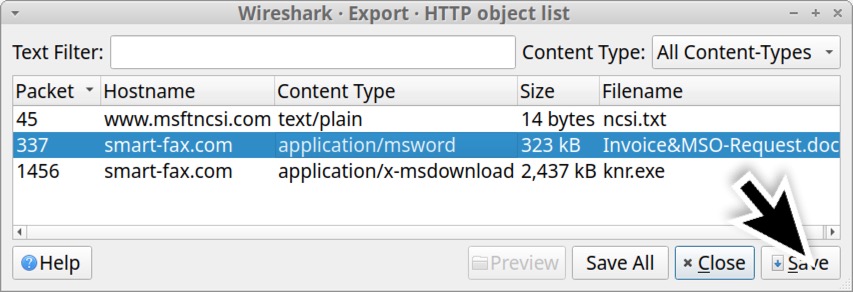 Wireshark · Export · HTTP object list
Text Filter: Content Type: All Content-Types
Packet Hostname Content Type Size Filename
45 www.msftncsi.com text/plain 14 bytes ncsi.txt
337 smart-fax.com application/msword 323 kB Invoice&MSO-Request.doc
1456 smart-fax.com application/x-msdownload 2,437 kB knr.exe
Help Preview Save All Close Save